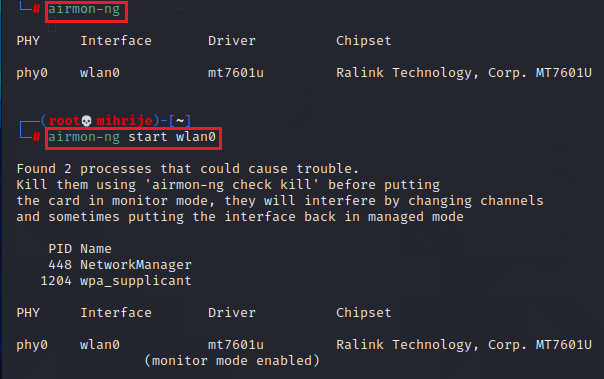 └─# airmon-ng
PHY     Interface       Driver          Chipset
phy0    wlan0           mt7601u         Ralink Technology, Corp. MT7601U
┌──(root💀mihrije)-[~]
└─# airmon-ng start wlan0
Found 2 processes that could cause trouble.
Kill them using 'airmon-ng check kill' before putting
the card in monitor mode, they will interfere by changing channels
and sometimes putting the interface back in managed mode
    PID Name
    448 NetworkManager
   1204 wpa_supplicant
PHY     Interface       Driver          Chipset
phy0    wlan0           mt7601u         Ralink Technology, Corp. MT7601U
                (monitor mode enabled)